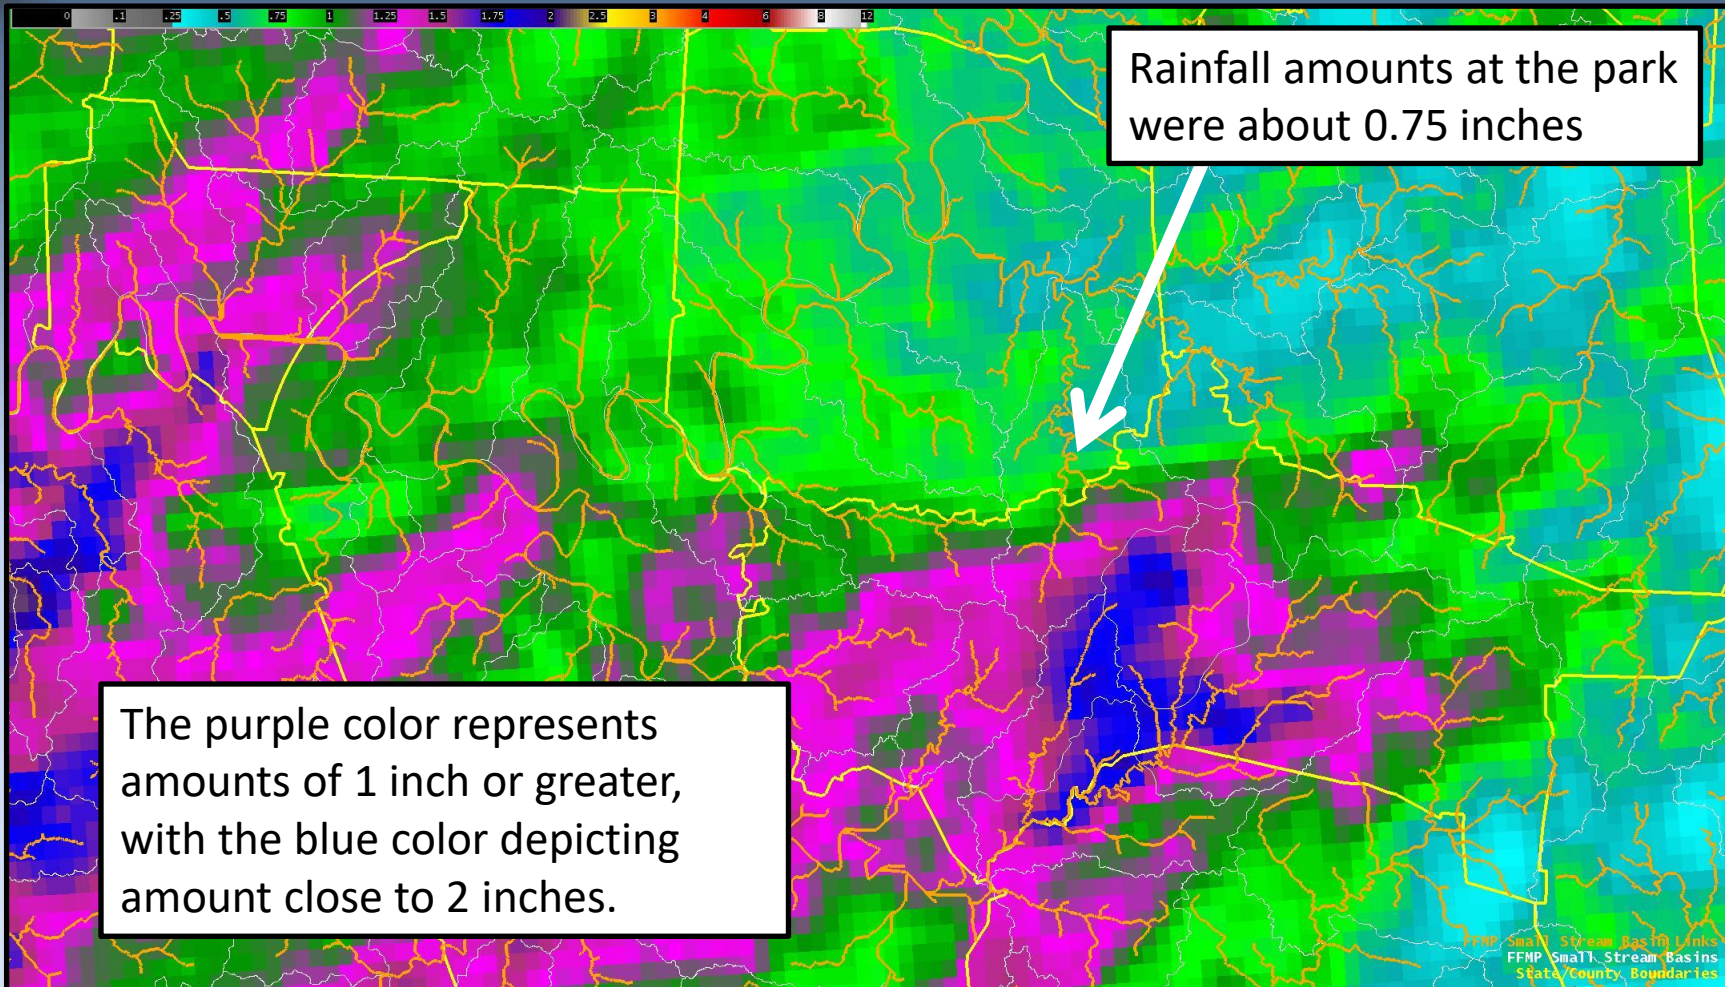 0 .1 .25 .5 .75 1 1.25 1.5 1.75 2 2.5 3 4 6 8 12
Rainfall amounts at the park
were about 0.75 inches
The purple color represents
amounts of 1 inch or greater,
with the blue color depicting
amount close to 2 inches.
FFMP Small Stream Basin Links
FFMP Small Stream Basins
State/County Boundaries